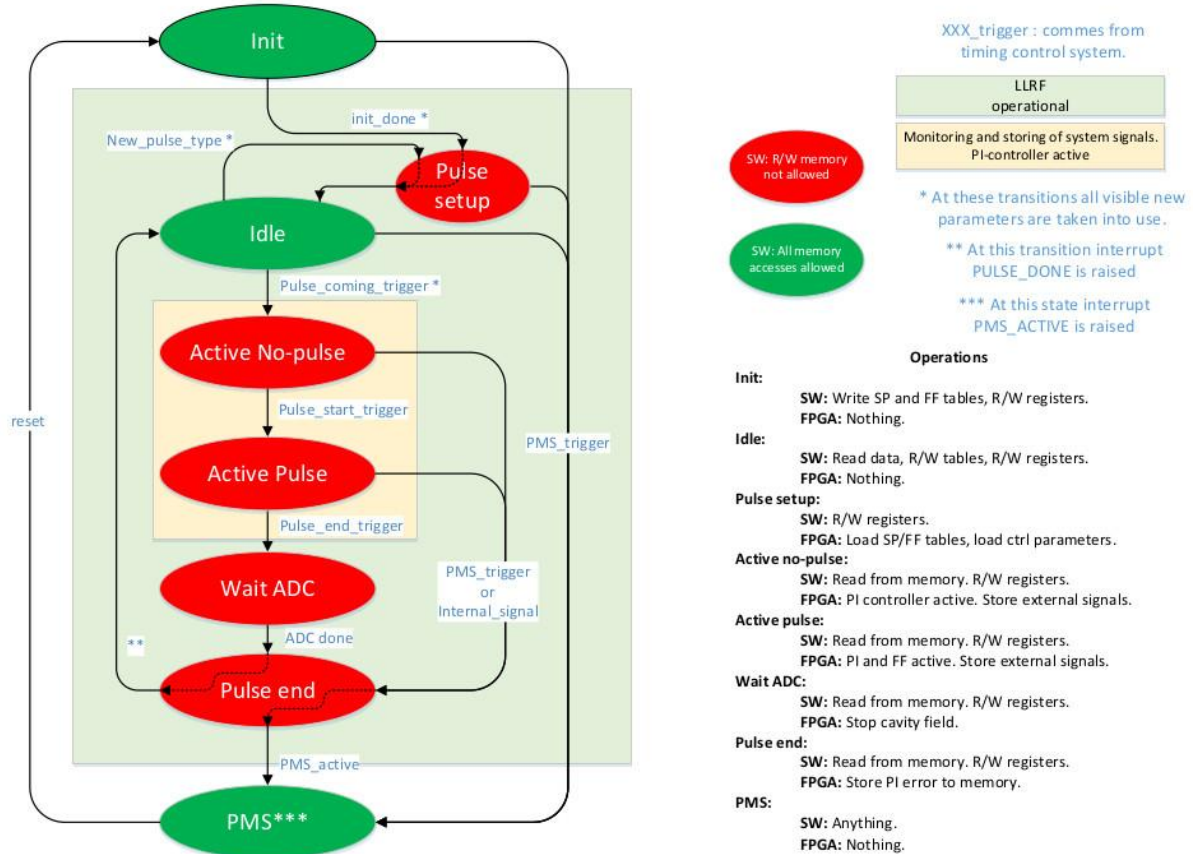 Init
New_pulse_type *
init_done *
Pulse
setup
Idle
Pulse_coming_trigger *
Active No-pulse
Pulse_start_trigger
Active Pulse
Pulse_end_trigger
Wait ADC
ADC done
**
Pulse end
PMS_active
PMS***
reset
PMS_trigger
PMS_trigger
or
Internal_signal
XXX_trigger : commes from
timing control system.
LLRF
operational
Monitoring and storing of system signals.
PI-controller active
SW: R/W memory
not allowed
SW: All memory
accesses allowed
* At these transitions all visible new
parameters are taken into use.
** At this transition interrupt
PULSE_DONE is raised
*** At this state interrupt
PMS_ACTIVE is raised
Operations
Init:
SW: Write SP and FF tables, R/W registers.
FPGA: Nothing.
Idle:
SW: Read data, R/W tables, R/W registers.
FPGA: Nothing.
Pulse setup:
SW: R/W registers.
FPGA: Load SP/FF tables, load ctrl parameters.
Active no-pulse:
SW: Read from memory. R/W registers.
FPGA: PI controller active. Store external signals.
Active pulse:
SW: Read from memory. R/W registers.
FPGA: PI and FF active. Store external signals.
Wait ADC:
SW: Read from memory. R/W registers.
FPGA: Stop cavity field.
Pulse end:
SW: Read from memory. R/W registers.
FPGA: Store PI error to memory.
PMS:
SW: Anything.
FPGA: Nothing.